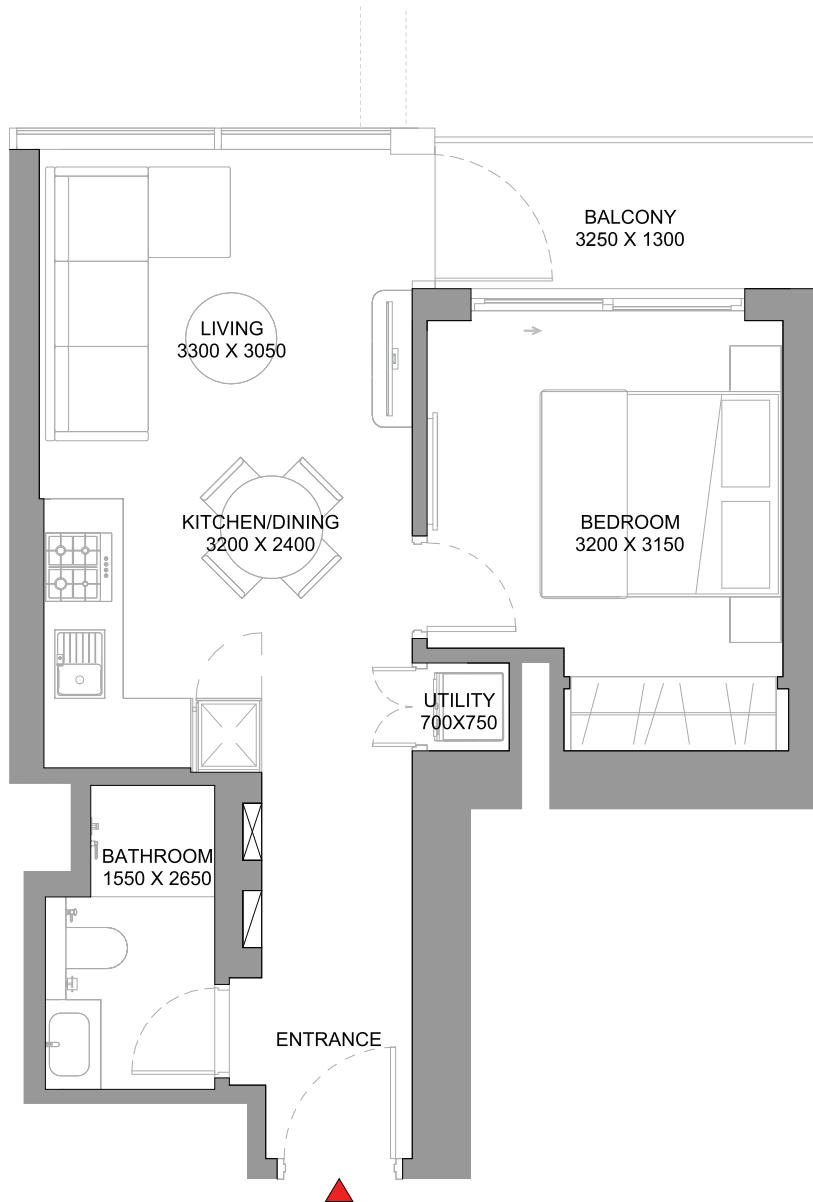 BALCONY
3250 X 1300
LIVING
3300 X 3050
KITCHEN/DINING
3200 X 2400
BEDROOM
3200 X 3150
UTILITY
700X750
BATHROOM
1550 X 2650
ENTRANCE